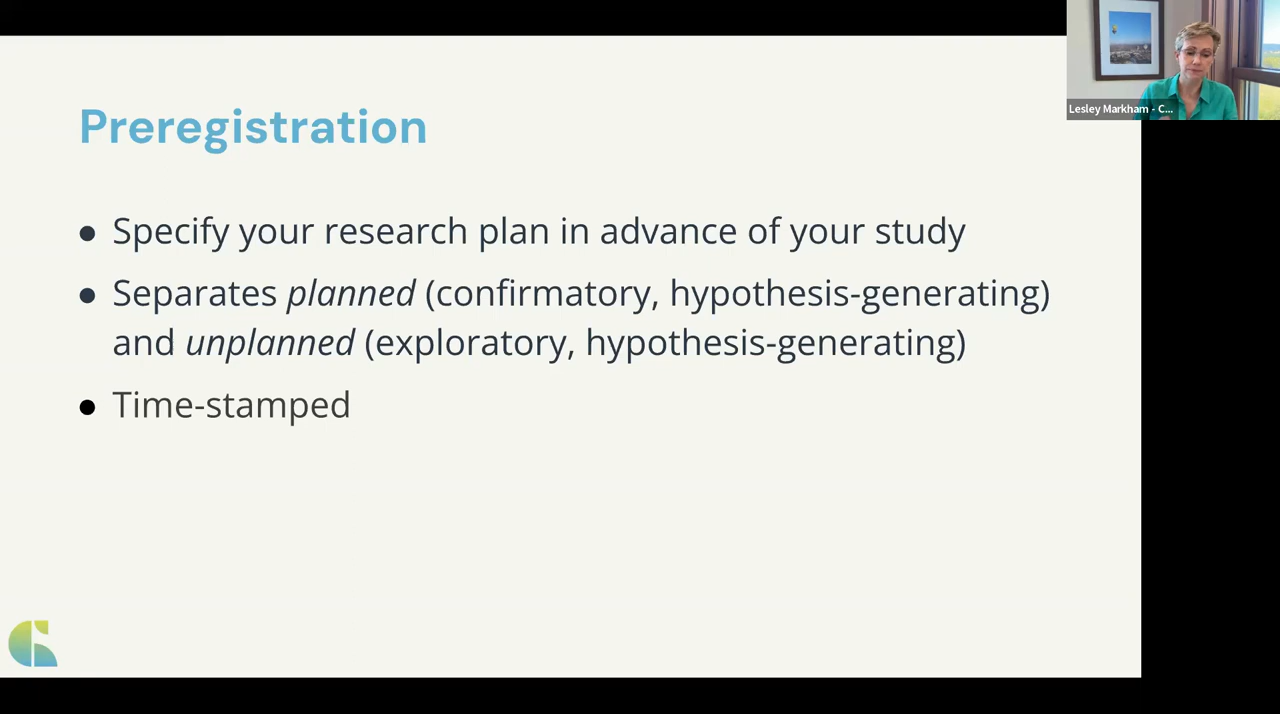 Lesley Markham - C...
Preregistration
● Specify your research plan in advance of your study
● Separates planned (confirmatory, hypothesis-generating)
and unplanned (exploratory, hypothesis-generating)
● Time-stamped